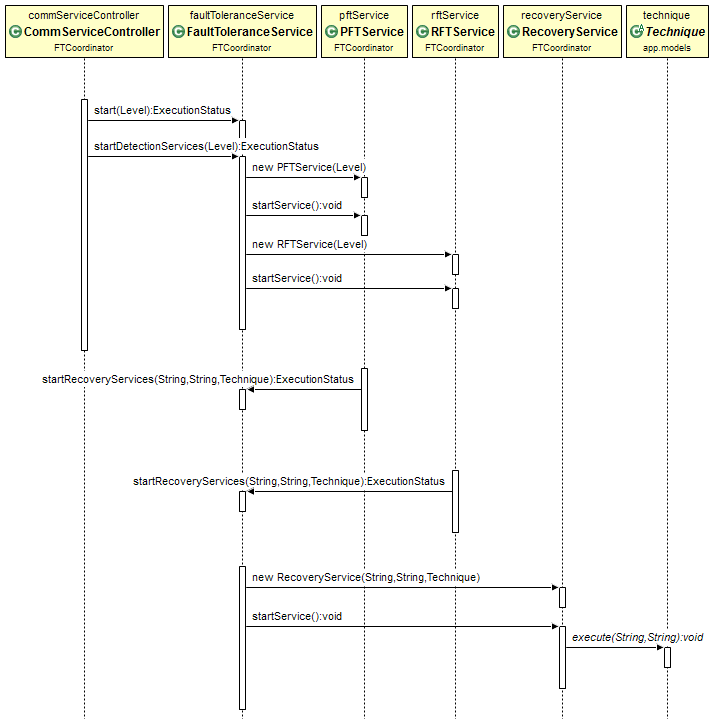 commServiceController faultToleranceService pftService rftService recoveryService technique
C CommServiceController C FaultToleranceService C PFTService C RFTService C RecoveryService C A Technique
FTCoordinator FTCoordinator FTCoordinator FTCoordinator FTCoordinator app.models
start(Level):ExecutionStatus
startDetectionServices(Level):ExecutionStatus
new PFTService(Level)
startService():void
new RFTService(Level)
startService():void
startRecoveryServices(String,String,Technique):ExecutionStatus
startRecoveryServices(String,String,Technique):ExecutionStatus
new RecoveryService(String,String,Technique)
startService():void
execute(String,String):void